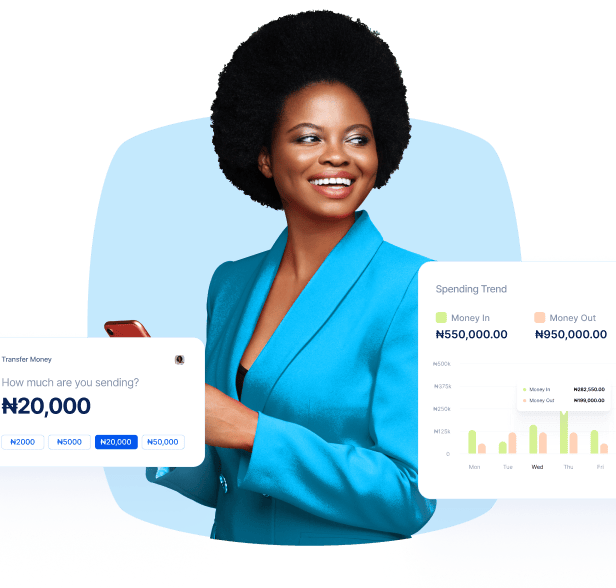 Spending Trend
Money In
Money Out
₦550,000.00
₦950,000.00
₦500k
₦375k
₦250k
₦125k
0
Money In ₦282,550.00
Money Out ₦199,000.00
Mon Tue Wed Thu Fri
Transfer Money
How much are you sending?
₦20,000
₦2000 ₦5000 ₦20,000 ₦50,000